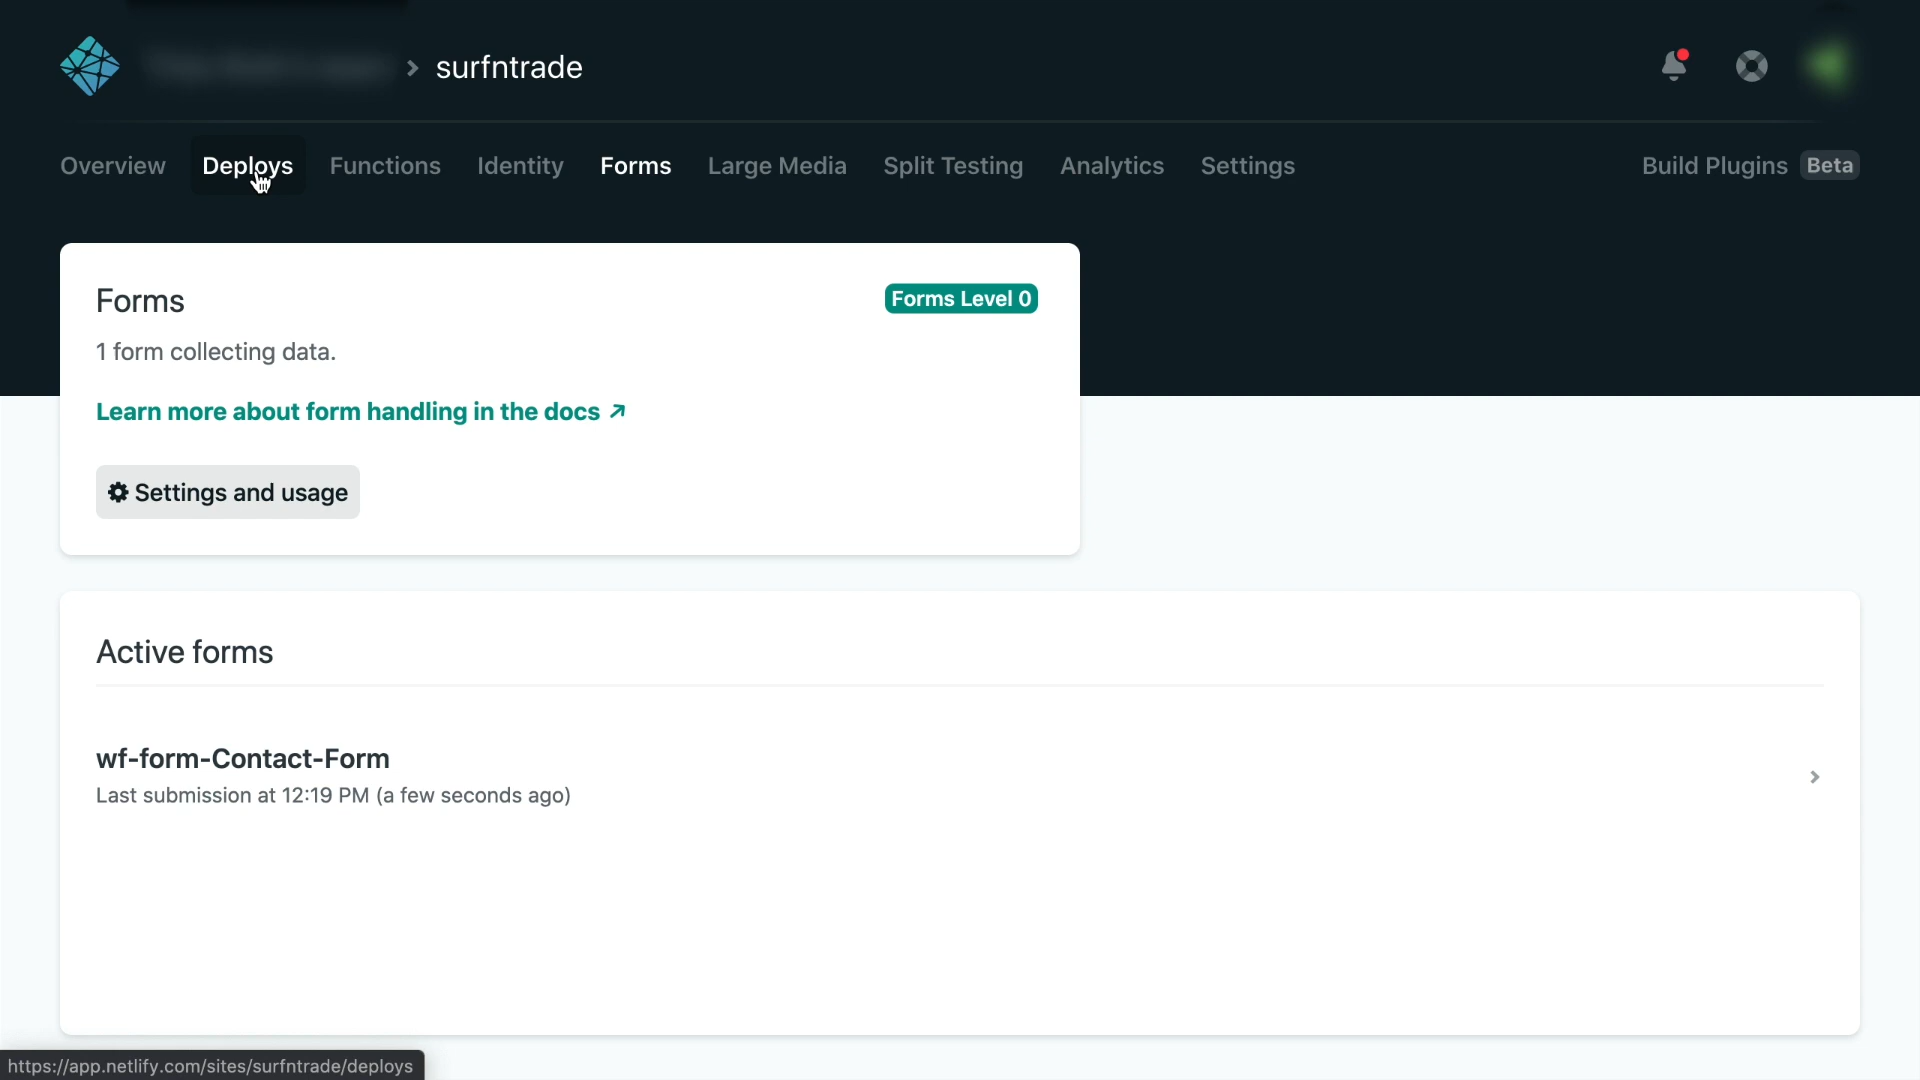 surfntrade
Overview Deploys Functions Identity Forms Large Media Split Testing Analytics Settings Build Plugins Beta
Forms
Forms Level 0
1 form collecting data.
Learn more about form handling in the docs
Settings and usage
Active forms
wf-form-Contact-Form
Last submission at 12:19 PM (a few seconds ago)
https://app.netlify.com/sites/surfntrade/deploys